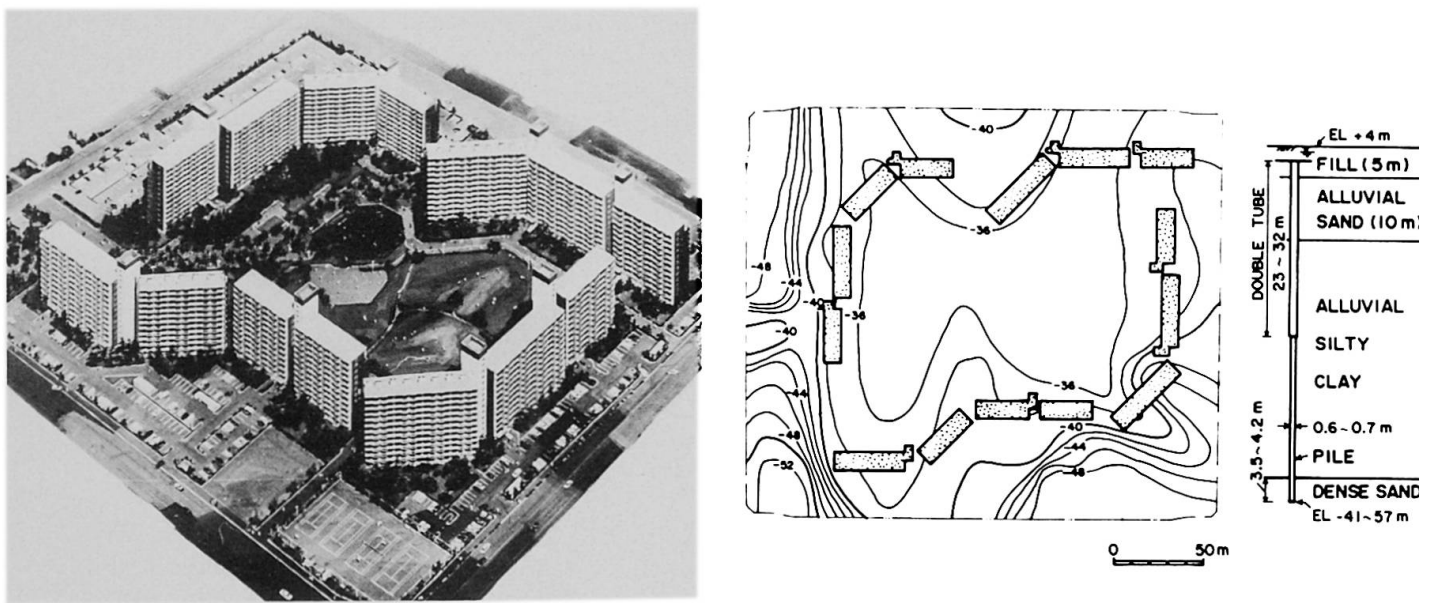 -40
-36
-48
-44
-40
-36
-40
-44
-48
-52
-36
-40
-44
-48
0 50m
EL +4m
FILL (5m)
ALLUVIAL
SAND (10m)
DOUBLE TUBE
23~32m
ALLUVIAL
SILTY
CLAY
0.6~0.7 m
PILE
3.5~4.2 m
DENSE SAND
EL -41~57m